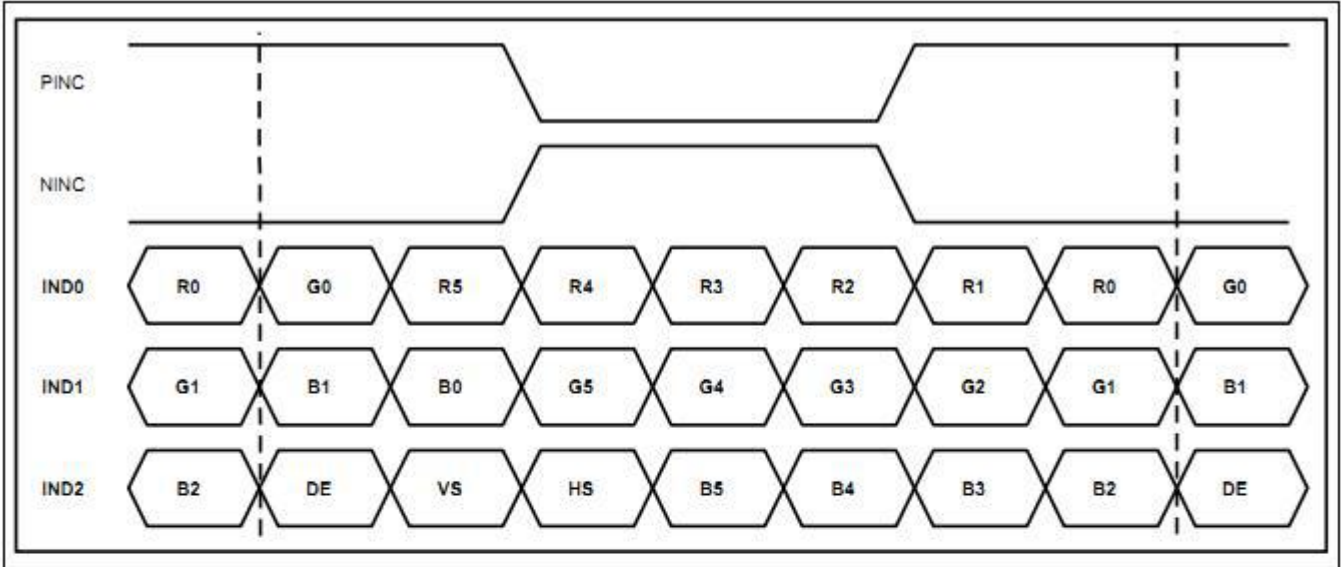 PINC
NINC
IND0 R0 G0 R5 R4 R3 R2 R1 R0 G0
IND1 G1 B1 B0 G5 G4 G3 G2 G1 B1
IND2 B2 DE VS HS B5 B4 B3 B2 DE